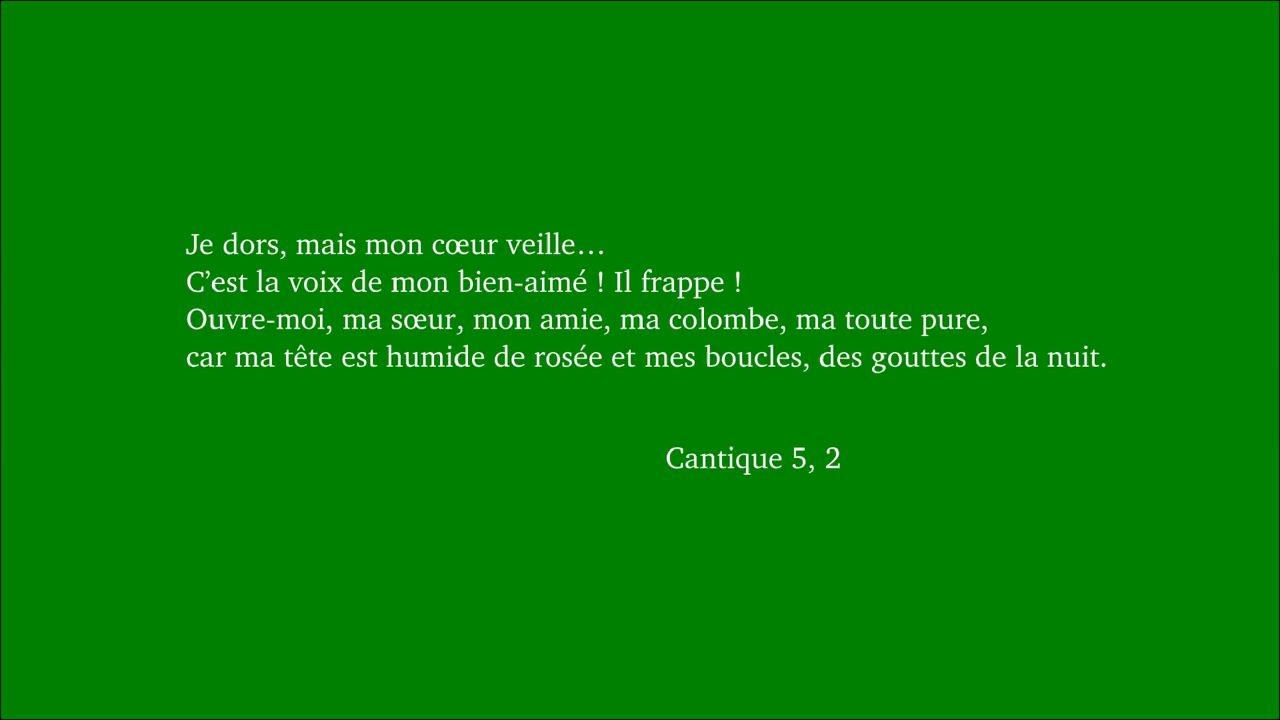 Je dors, mais mon cœur veille…
C’est la voix de mon bien-aimé ! Il frappe !
Ouvre-moi, ma sœur, mon amie, ma colombe, ma toute pure,
car ma tête est humide de rosée et mes boucles, des gouttes de la nuit.
Cantique 5, 2